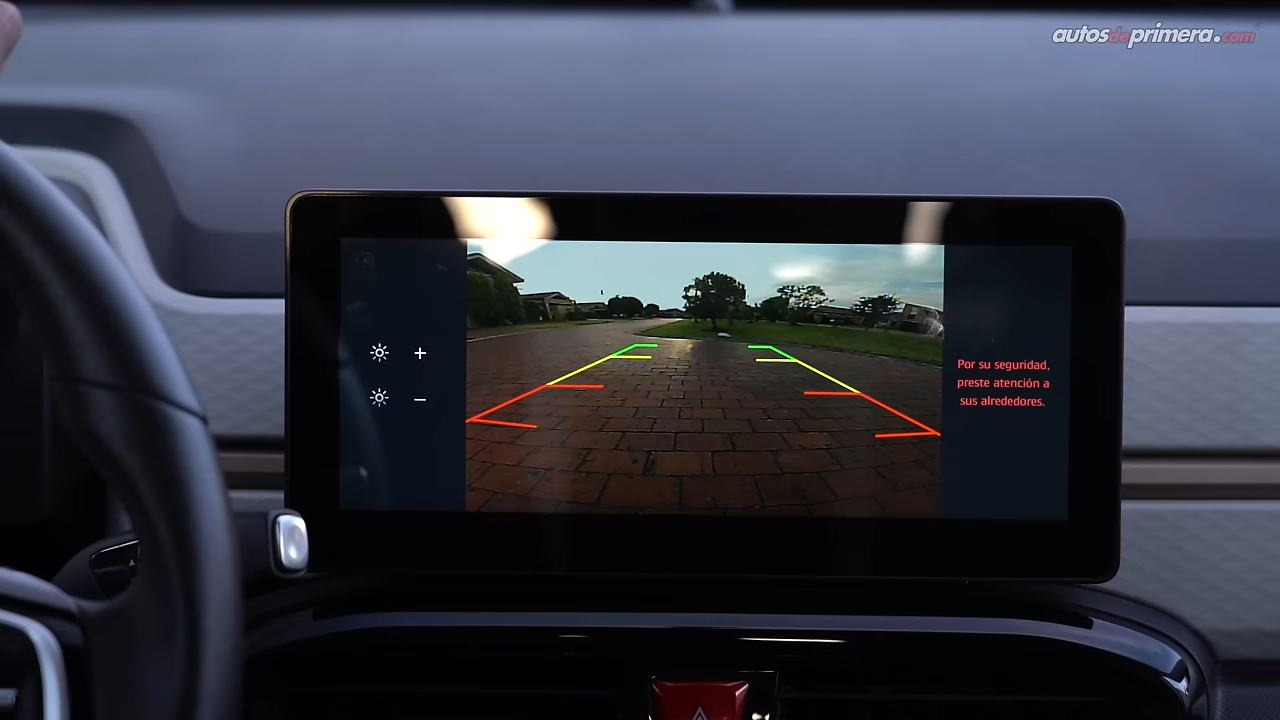 autosdeprimera.com
Por su seguridad,
preste atención a
sus alrededores.